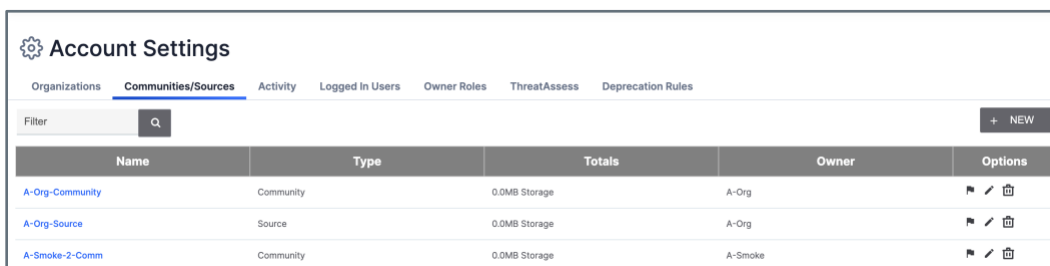 Account Settings
Organizations Communities/Sources Activity Logged In Users Owner Roles ThreatAssess Deprecation Rules
Filter + NEW
Name Type Totals Owner Options
A-Org-Community Community 0.0MB Storage A-Org
A-Org-Source Source 0.0MB Storage A-Org
A-Smoke-2-Comm Community 0.0MB Storage A-Smoke